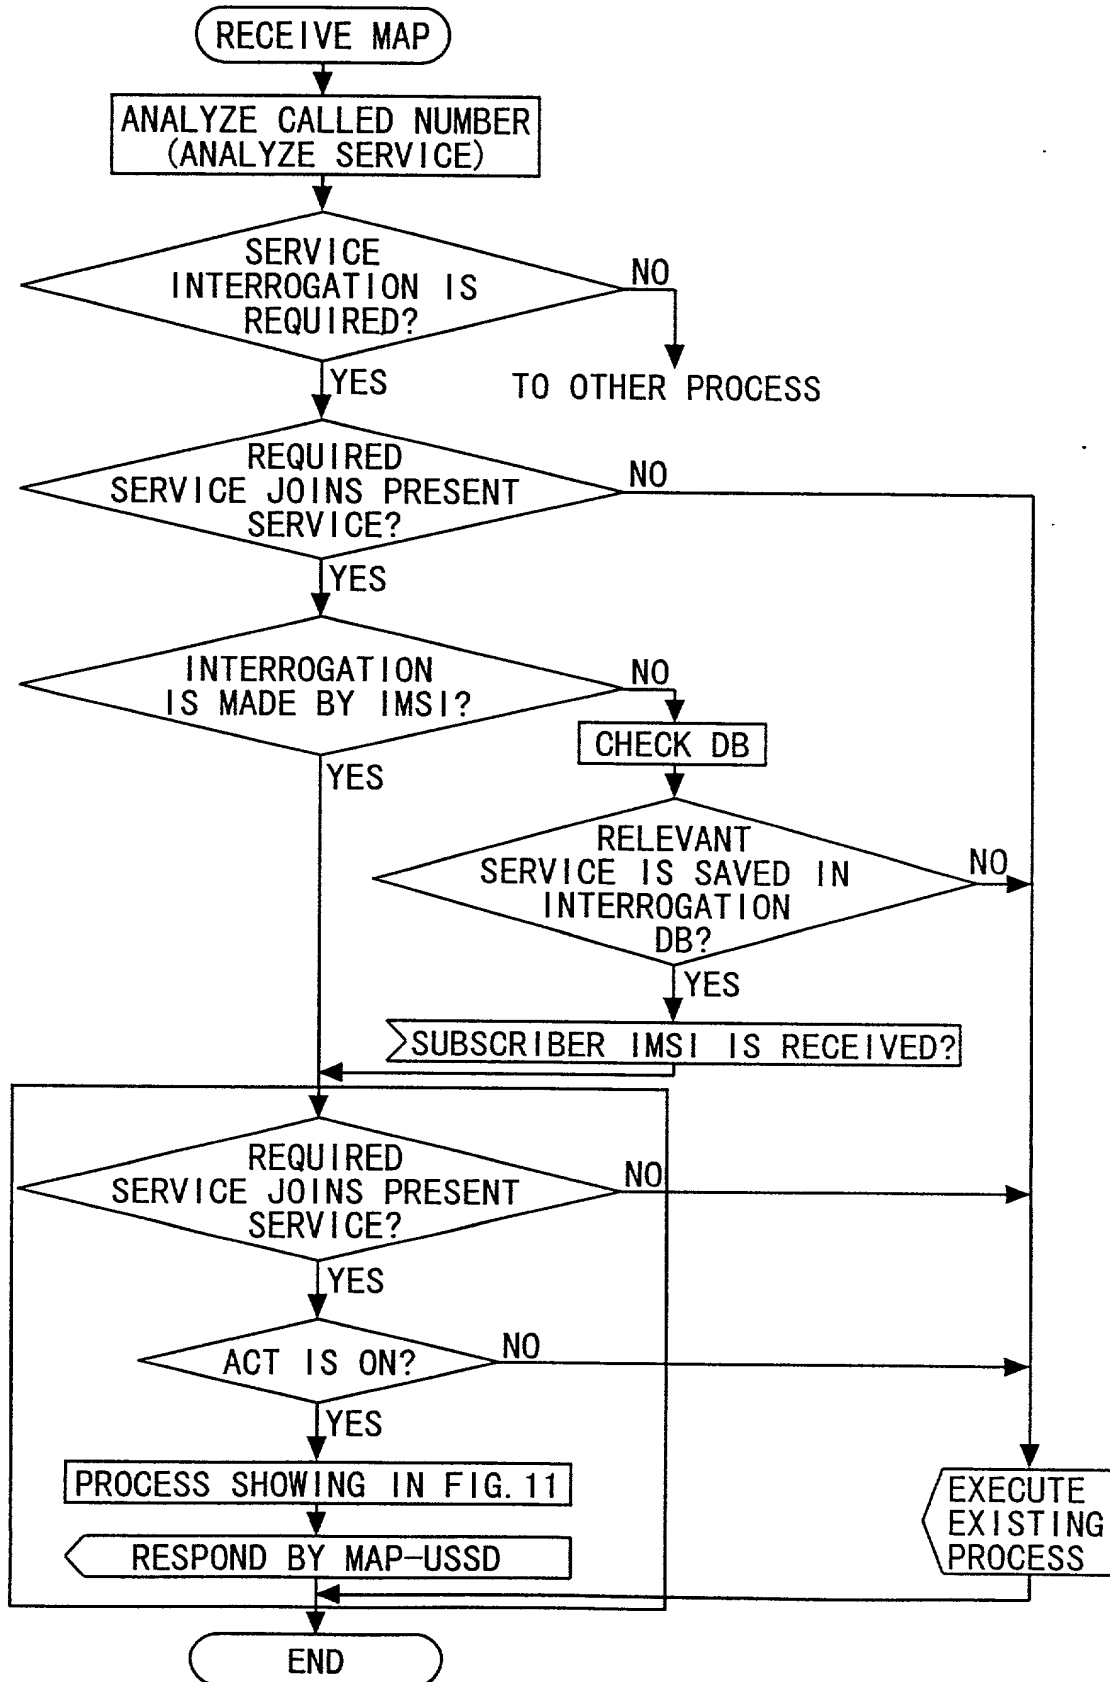 RECEIVE MAP
ANALYZE CALLED NUMBER
(ANALYZE SERVICE)
SERVICE
INTERROGATION IS
REQUIRED?
NO
YES
TO OTHER PROCESS
REQUIRED
SERVICE JOINS PRESENT
SERVICE?
NO
YES
INTERROGATION
IS MADE BY IMSI?
NO
YES
CHECK DB
RELEVANT
SERVICE IS SAVED IN
INTERROGATION
DB?
NO
YES
SUBSCRIBER IMSI IS RECEIVED?
REQUIRED
SERVICE JOINS PRESENT
SERVICE?
NO
YES
ACT IS ON?
NO
YES
PROCESS SHOWING IN FIG.11
RESPOND BY MAP-USSD
EXECUTE
EXISTING
PROCESS
END